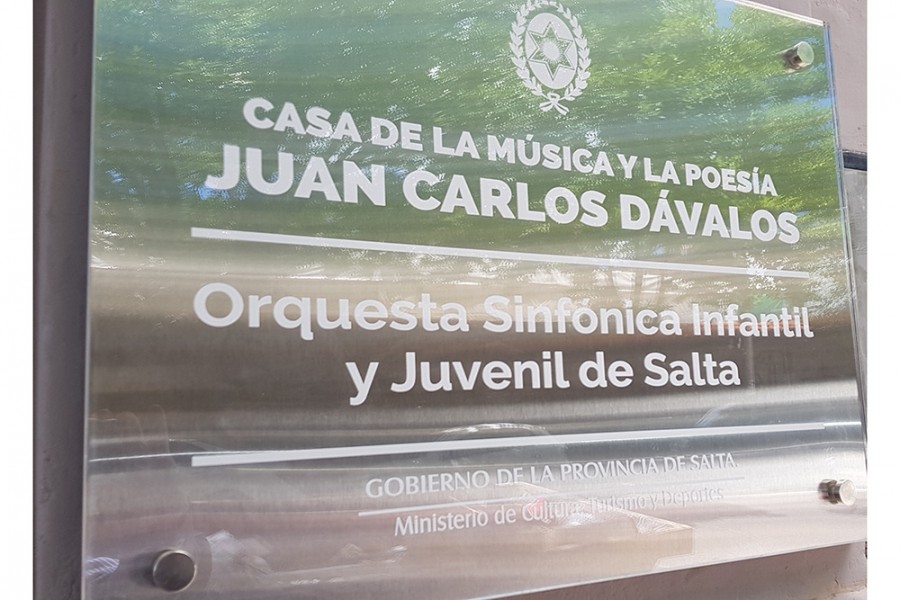 CASA DE LA MÚSICA Y LA POESÍA
JUAN CARLOS DÁVALOS
Orquesta Sinfónica Infantil
y Juvenil de Salta
GOBIERNO DE LA PROVINCIA DE SALTA
Ministerio de Cultura, Turismo y Deportes